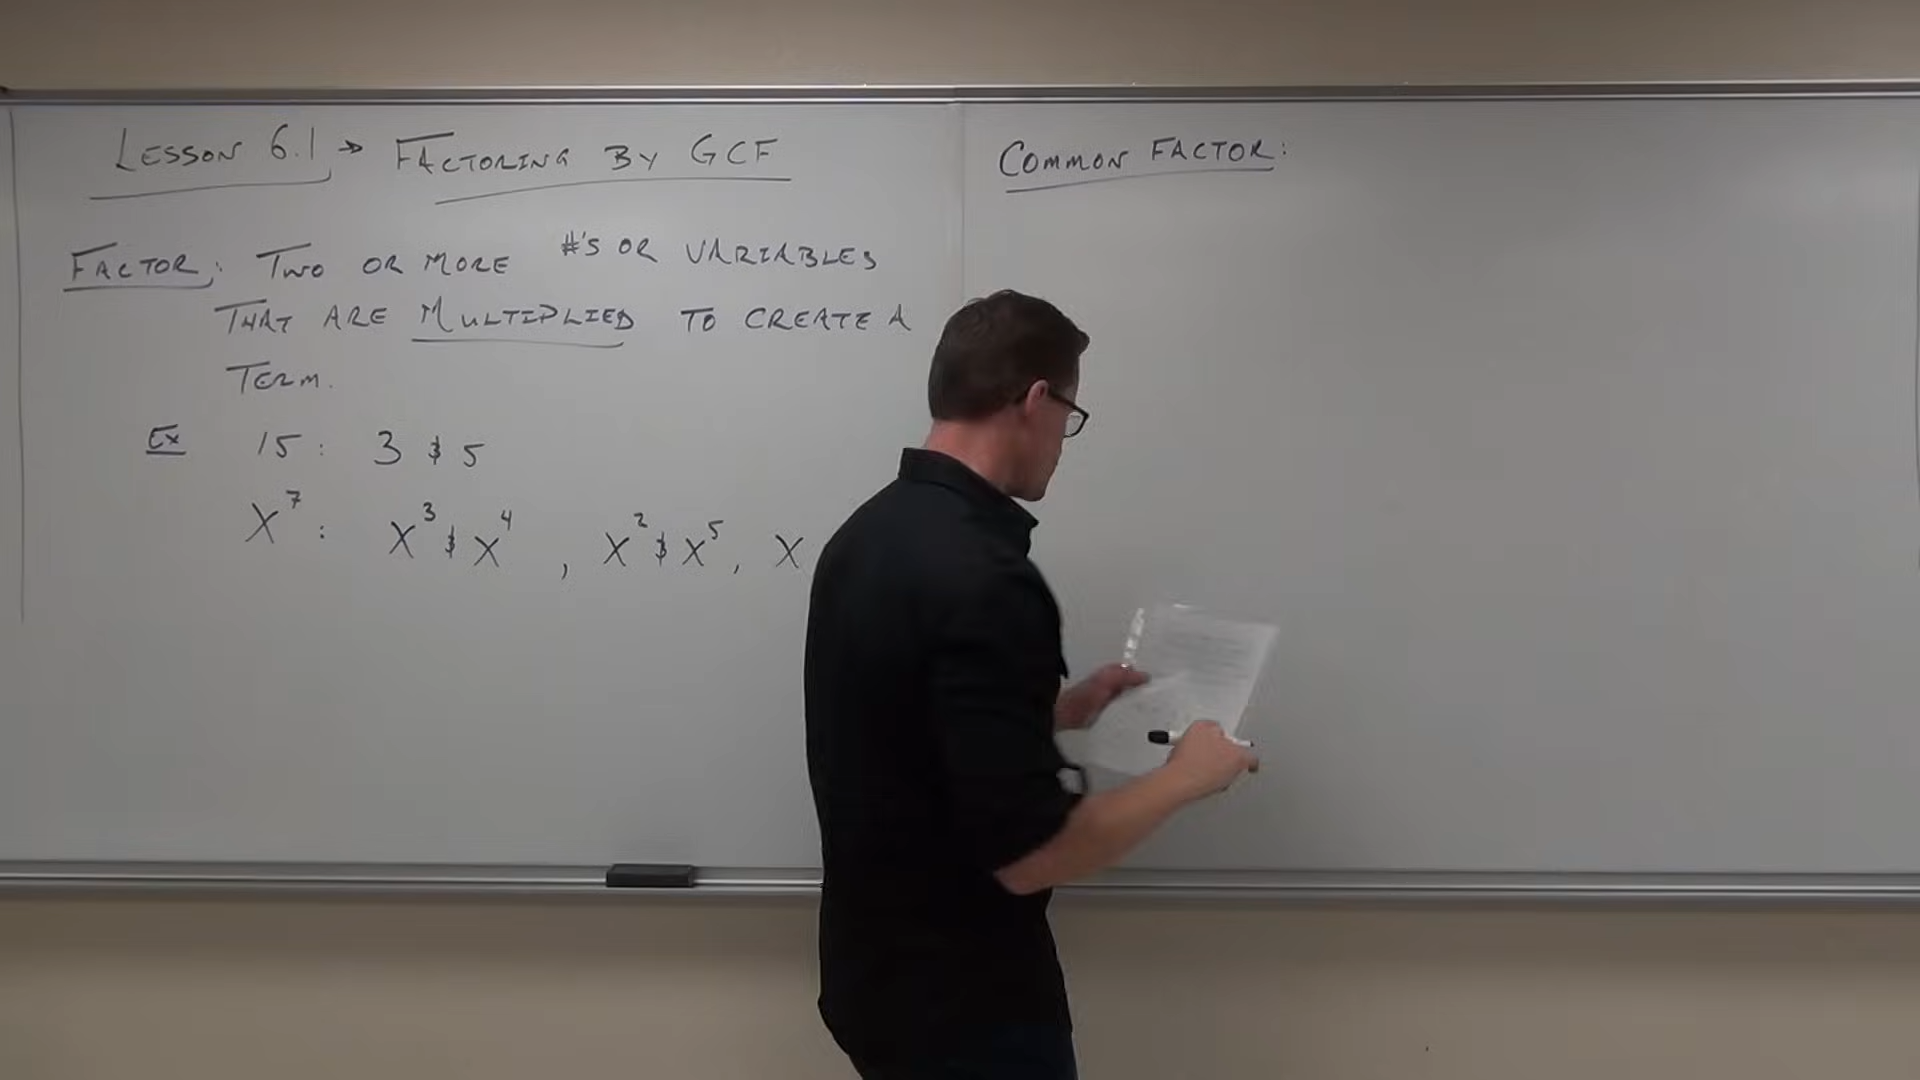 LESSON 6.1 → FACTORING BY GCF
FACTOR: TWO OR MORE #'S OR VARIABLES
THAT ARE MULTIPLIED TO CREATE A
TERM.
Ex 15: 3 & 5
X⁷: X³ & X⁴, X² & X⁵, X
COMMON FACTOR: